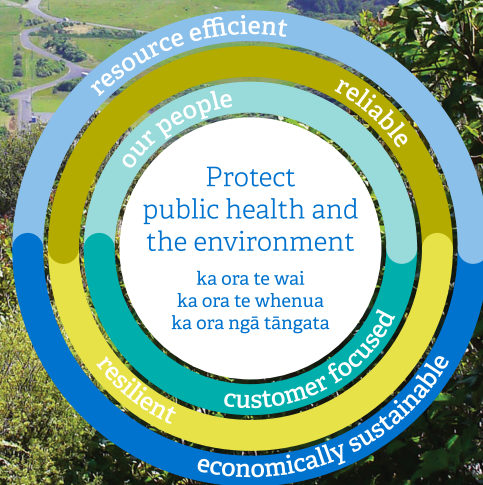 resource efficient
reliable
our people
Protect
public health and
the environment
ka ora te wai
ka ora te whenua
ka ora ngā tāngata
customer focused
resilient
economically sustainable